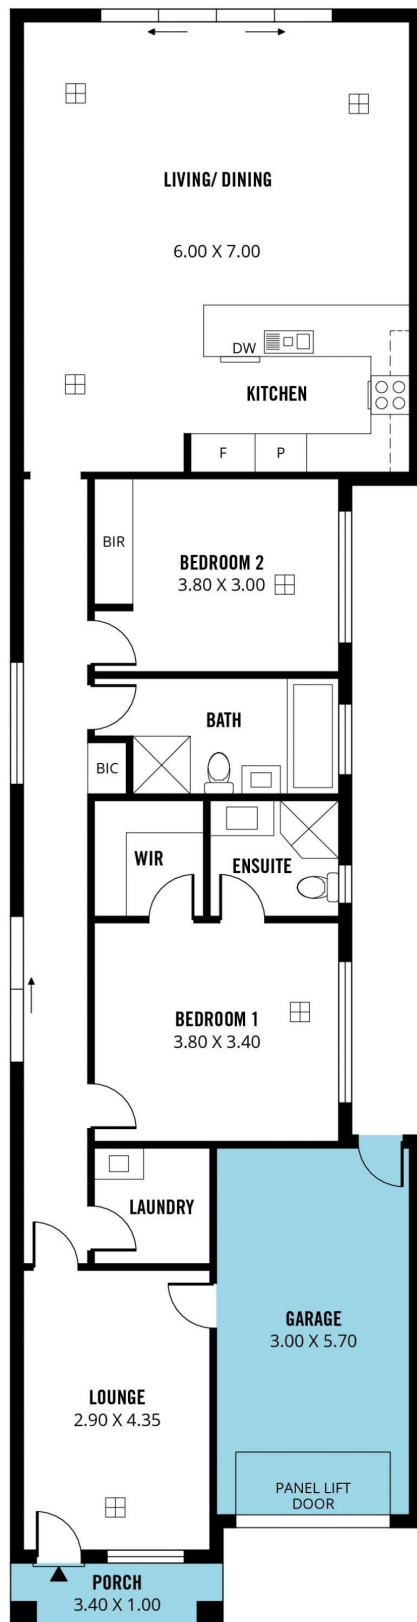 LIVING/ DINING
6.00 X 7.00
DW
KITCHEN
F
P
BIR
BEDROOM 2
3.80 X 3.00
BATH
BIC
WIR
ENSUITE
BEDROOM 1
3.80 X 3.40
LAUNDRY
GARAGE
3.00 X 5.70
LOUNGE
2.90 X 4.35
PANEL LIFT
DOOR
PORCH
3.40 X 1.00